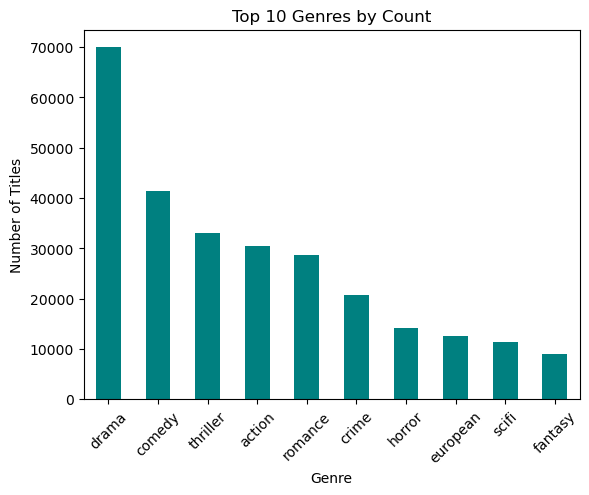 Top 10 Genres by Count
Number of Titles
70000
60000
50000
40000
30000
20000
10000
0
drama
comedy
thriller
action
romance
crime
horror
european
scifi
fantasy
Genre